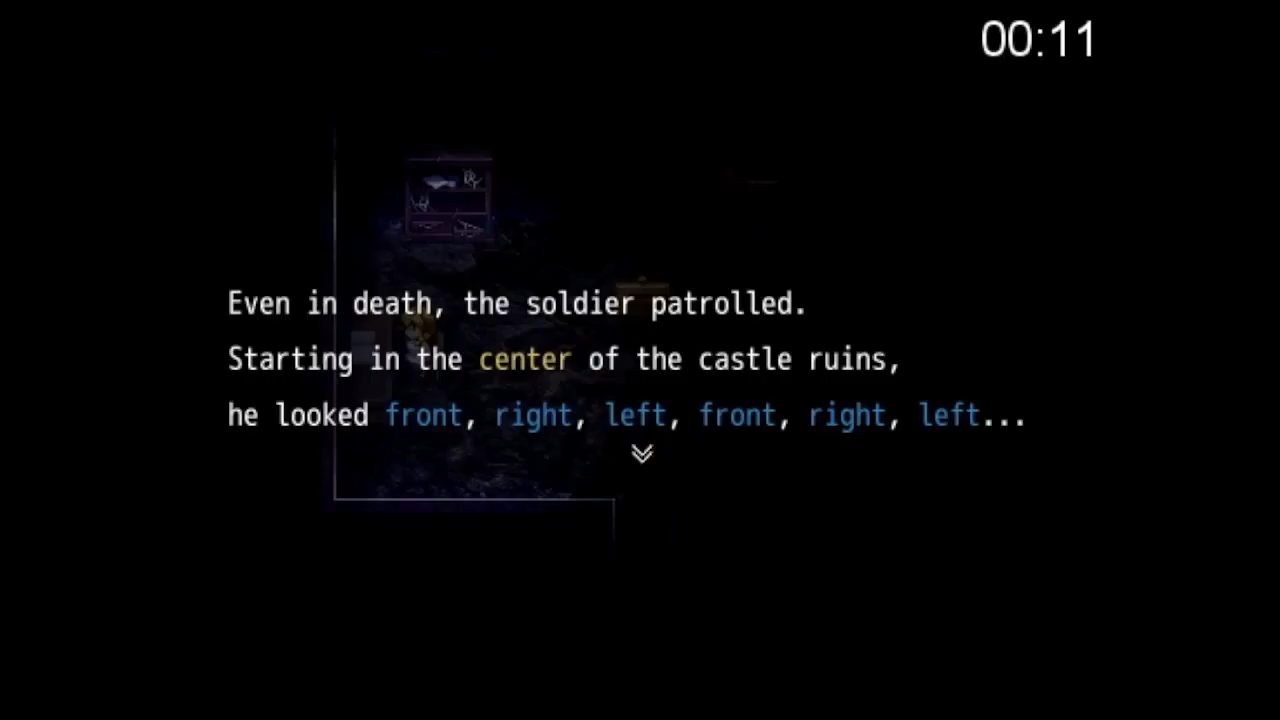 00:11
Even in death, the soldier patrolled.
Starting in the center of the castle ruins,
he looked front, right, left, front, right, left...